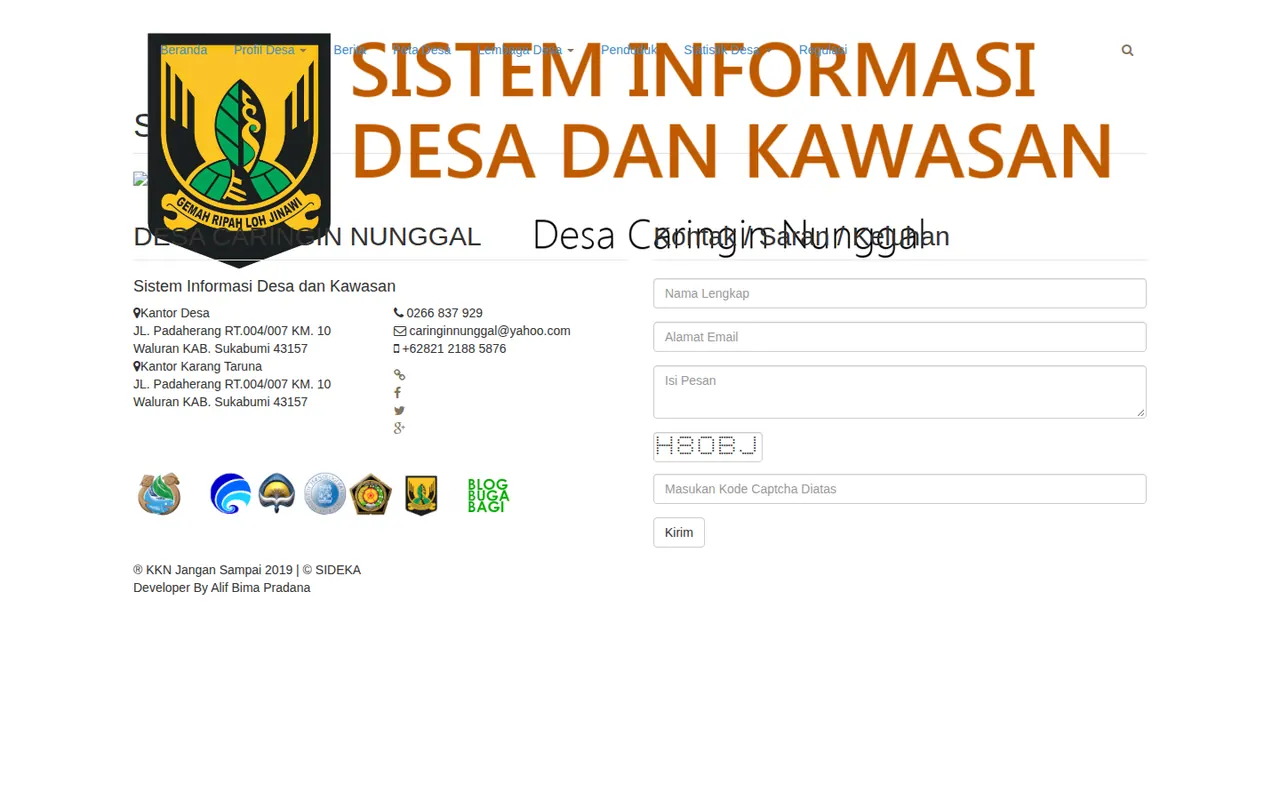 Beranda Profil Desa Berita Peta Desa Lembaga Desa Penduduk Statistik Desa Regulasi
SISTEM INFORMASI
DESA DAN KAWASAN
GEMAH RIPAH LOH JINAWI
Desa Caringin Nunggal
DESA CARINGIN NUNGGAL
Kontak / Saran / Keluhan
Sistem Informasi Desa dan Kawasan
Kantor Desa
JL. Padaherang RT.004/007 KM. 10
Waluran KAB. Sukabumi 43157
Kantor Karang Taruna
JL. Padaherang RT.004/007 KM. 10
Waluran KAB. Sukabumi 43157
0266 837 929
caringinnunggal@yahoo.com
+62821 2188 5876
Nama Lengkap
Alamat Email
Isi Pesan
H80BJ
Masukan Kode Captcha Diatas
Kirim
BLOG
BUGA
BAGI
® KKN Jangan Sampai 2019 | © SIDEKA
Developer By Alif Bima Pradana